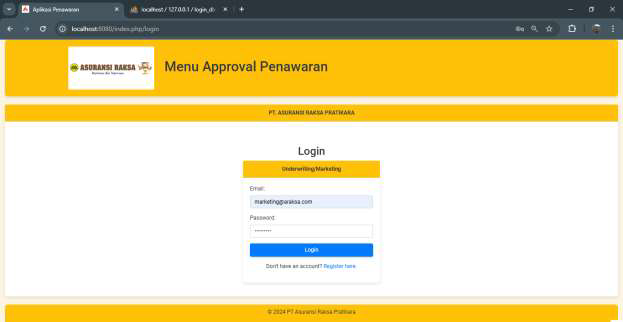 Aplikasi Penawaran
localhost / 127.0.0.1 / login_db
localhost:8080/index.php/login
ASURANSI RAKSA
Menu Approval Penawaran
PT. ASURANSI RAKSA PRATIKARA
Login
Underwriting/Marketing
Email:
marketing@araksa.com
Password:
Login
Don't have an account? Register here
© 2024 PT Asuransi Raksa Pratikara